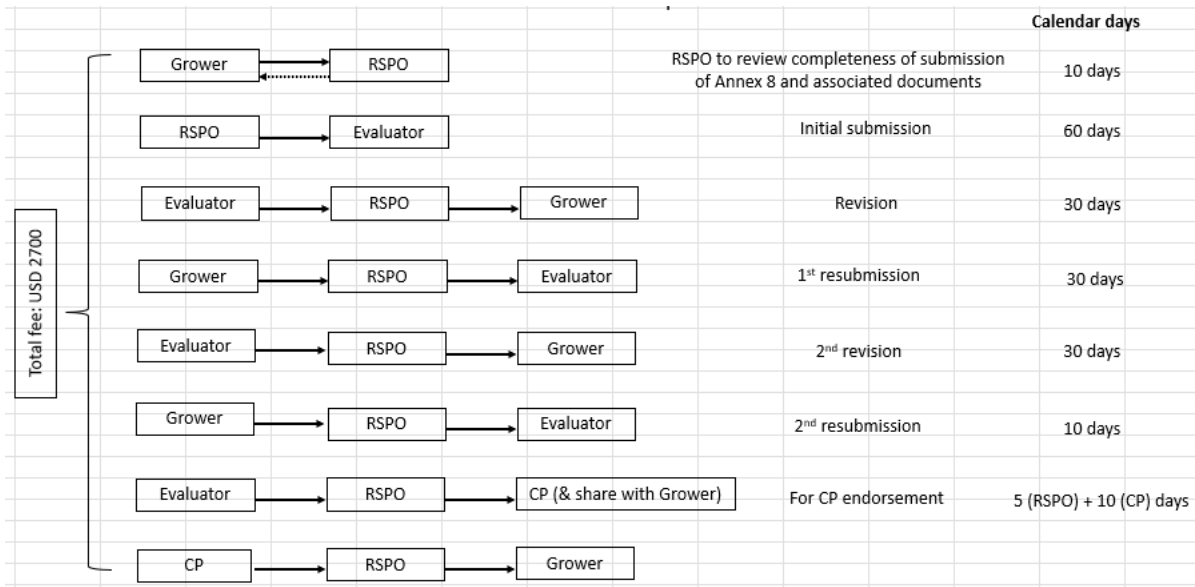 Calendar days
Grower RSPO RSPO to review completeness of submission
of Annex 8 and associated documents 10 days
RSPO Evaluator Initial submission 60 days
Evaluator RSPO Grower Revision 30 days
Total fee: USD 2700
Grower RSPO Evaluator 1st resubmission 30 days
Evaluator RSPO Grower 2nd revision 30 days
Grower RSPO Evaluator 2nd resubmission 10 days
Evaluator RSPO CP (& share with Grower) For CP endorsement 5 (RSPO) + 10 (CP) days
CP RSPO Grower